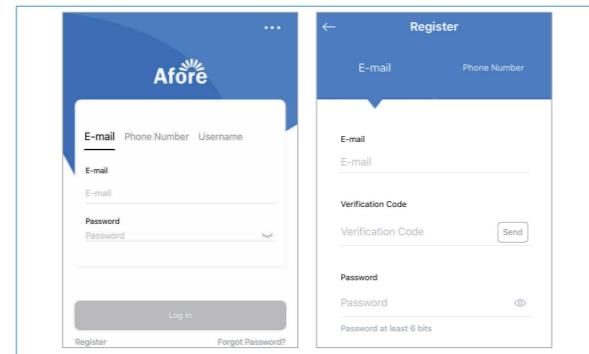 Afore
E-mail Phone Number Username
E-mail
E-mail
Password
Password
Log In
Register Forgot Password?
Register
E-mail Phone Number
E-mail
E-mail
Verification Code
Verification Code Send
Password
Password
Password at least 6 bits